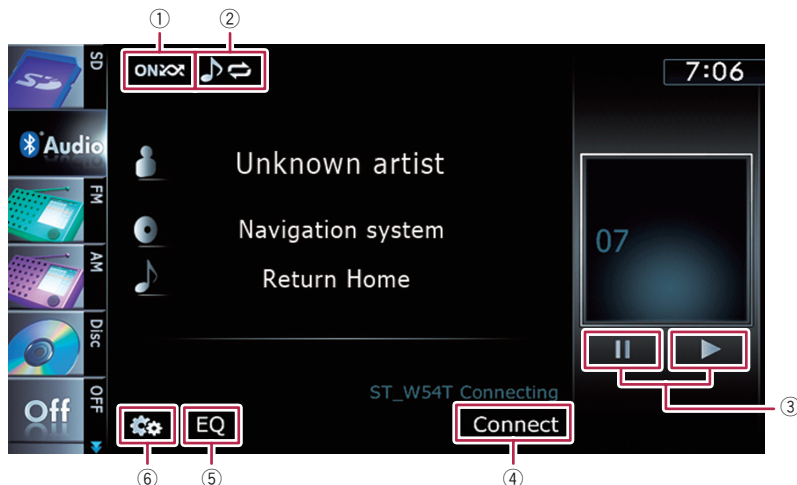 ① ②
SD
ON
7:06
Audio
Unknown artist
FM
Navigation system
07
AM
Return Home
Disc
ST_W54T Connecting
③
Off
OFF
EQ
Connect
⑥ ⑤ ④